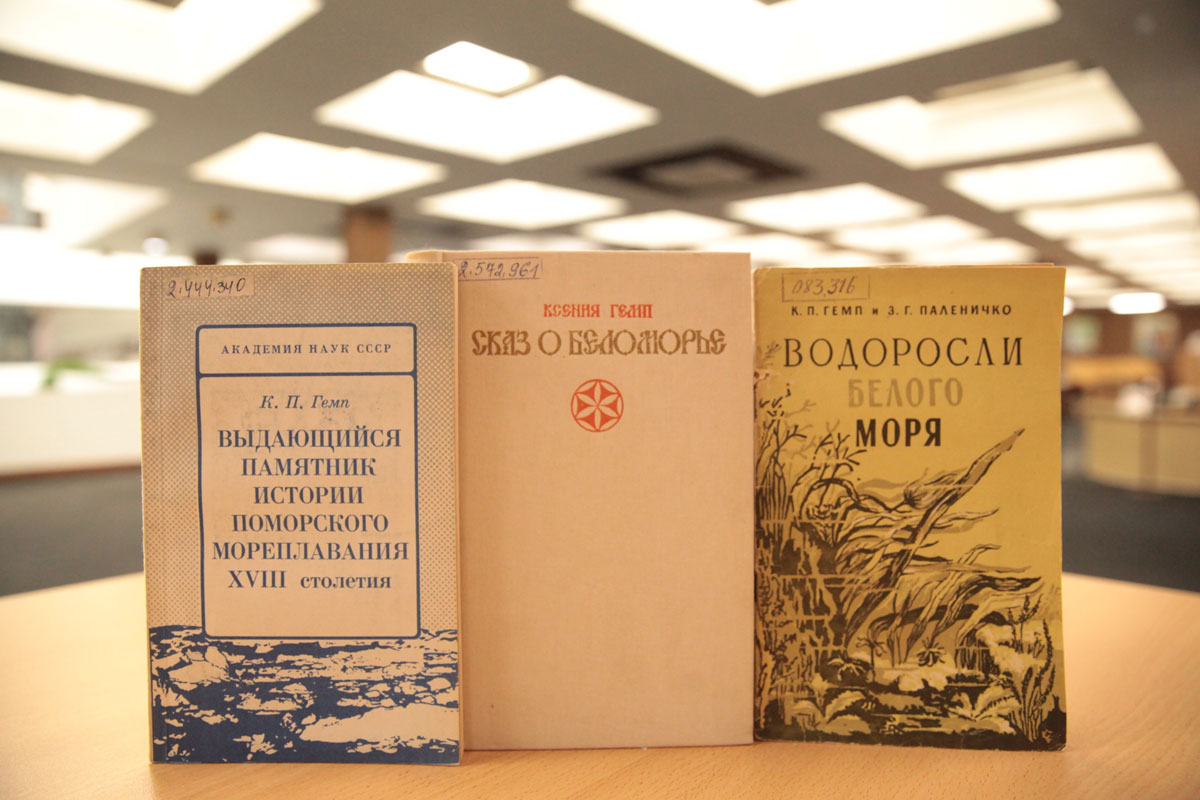 2.444.340
АКАДЕМИЯ НАУК СССР
К. П. Гемп
ВЫДАЮЩИЙСЯ
ПАМЯТНИК
ИСТОРИИ
ПОМОРСКОГО
МОРЕПЛАВАНИЯ
XVIII столетия
2.572.961
КСЕНИЯ ГЕМП
СКАЗ О БЕЛОМОРЬЕ
083.316
К. П. ГЕМП и З. Г. ПАЛЕНИЧКО
ВОДОРОСЛИ
БЕЛОГО
МОРЯ